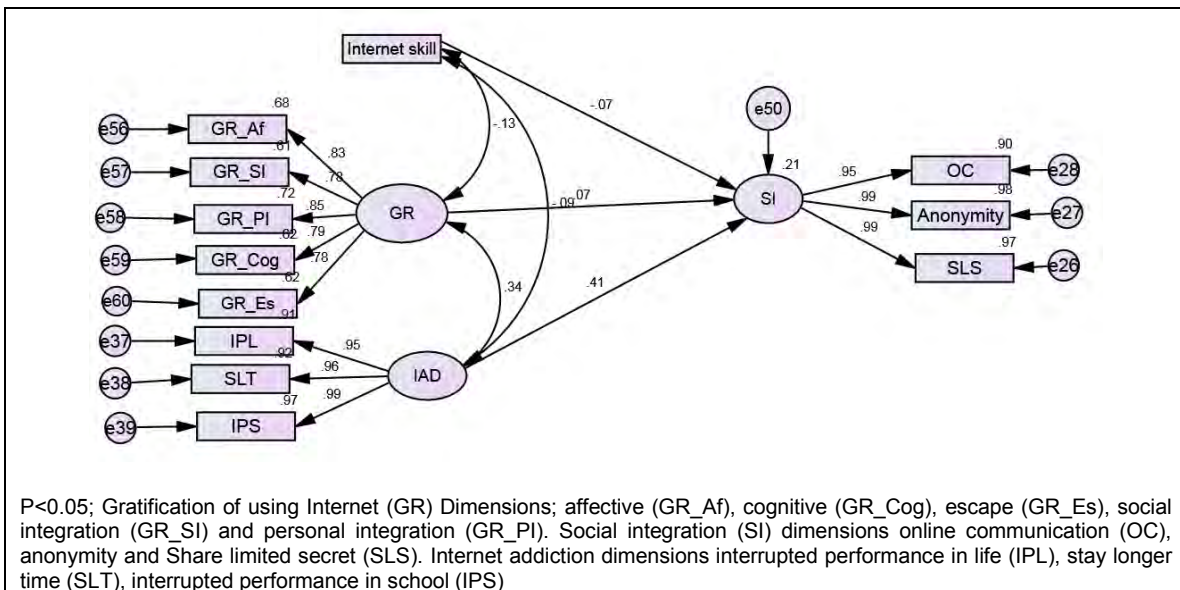 Internet skill
-.07
e50
-.13
.68
e56
GR_Af
.83
.61
e57
GR_SI
.78
.21
.90
.95
OC
e28
.72
e58
GR_PI
.85
GR
-.09
.07
SI
.99
.98
Anonymity
e27
.62
.79
e59
GR_Cog
.78
.99
.97
SLS
e26
.62
e60
GR_Es
.34
.41
.91
e37
IPL
.95
.92
e38
SLT
.96
IAD
.97
.99
e39
IPS
P<0.05; Gratification of using Internet (GR) Dimensions; affective (GR_Af), cognitive (GR_Cog), escape (GR_Es), social
integration (GR_SI) and personal integration (GR_PI). Social integration (SI) dimensions online communication (OC),
anonymity and Share limited secret (SLS). Internet addiction dimensions interrupted performance in life (IPL), stay longer
time (SLT), interrupted performance in school (IPS)